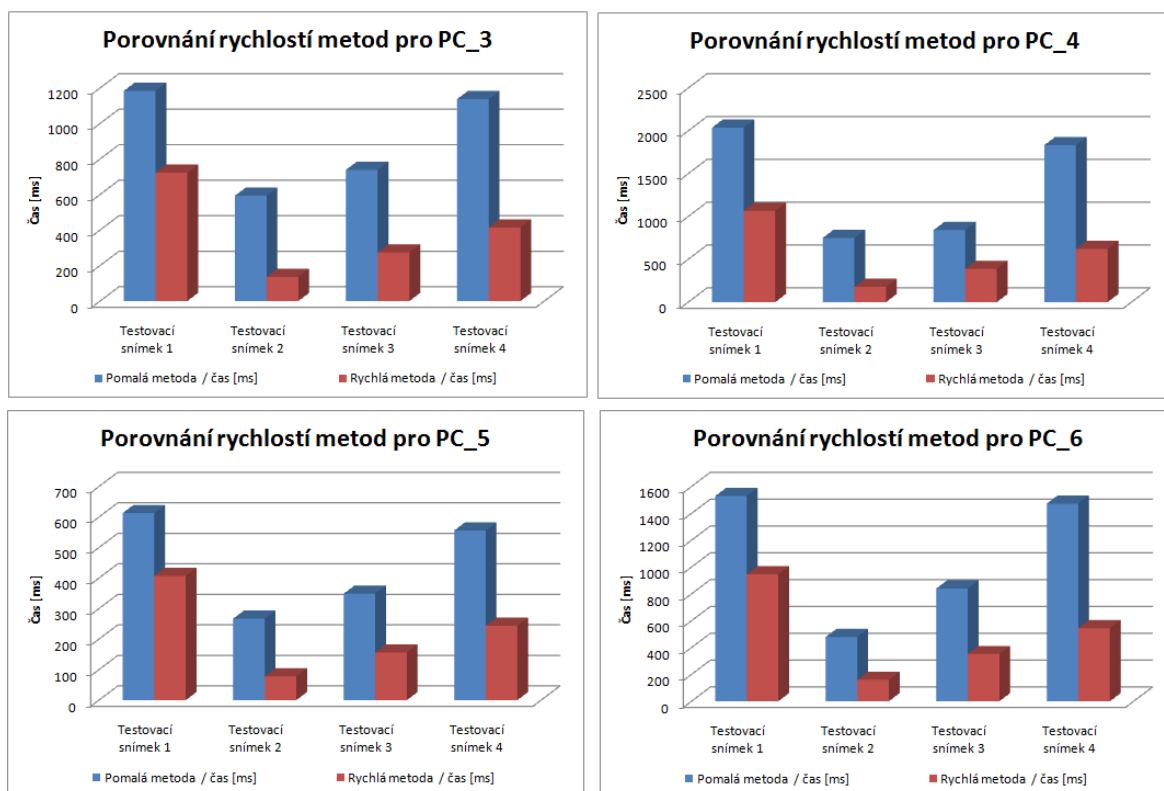 Porovnání rychlostí metod pro PC_3
Čas [ms]
1200
1000
800
600
400
200
0
Testovací snímek 1
Testovací snímek 2
Testovací snímek 3
Testovací snímek 4
Pomalá metoda / čas [ms]
Rychlá metoda / čas [ms]
Porovnání rychlostí metod pro PC_4
Čas [ms]
2500
2000
1500
1000
500
0
Testovací snímek 1
Testovací snímek 2
Testovací snímek 3
Testovací snímek 4
Pomalá metoda / čas [ms]
Rychlá metoda / čas [ms]
Porovnání rychlostí metod pro PC_5
Čas [ms]
700
600
500
400
300
200
100
0
Testovací snímek 1
Testovací snímek 2
Testovací snímek 3
Testovací snímek 4
Pomalá metoda / čas [ms]
Rychlá metoda / čas [ms]
Porovnání rychlostí metod pro PC_6
Čas [ms]
1600
1400
1200
1000
800
600
400
200
0
Testovací snímek 1
Testovací snímek 2
Testovací snímek 3
Testovací snímek 4
Pomalá metoda / čas [ms]
Rychlá metoda / čas [ms]